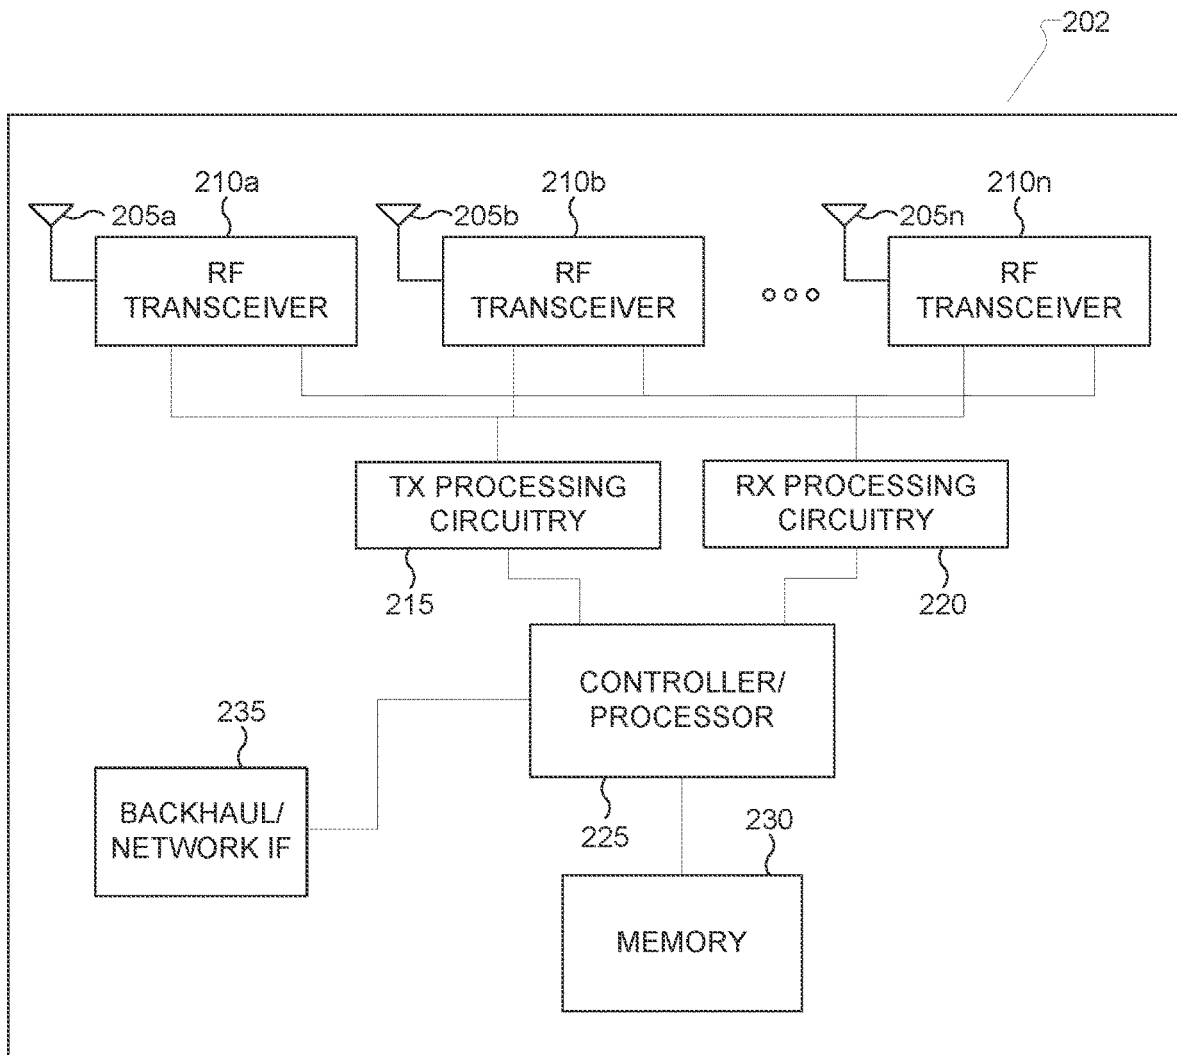 202
210a
210b
210n
205a
205b
205n
RF
TRANSCEIVER
RF
TRANSCEIVER
RF
TRANSCEIVER
TX PROCESSING
CIRCUITRY
RX PROCESSING
CIRCUITRY
215
220
CONTROLLER/
PROCESSOR
235
BACKHAUL/
NETWORK IF
225
230
MEMORY